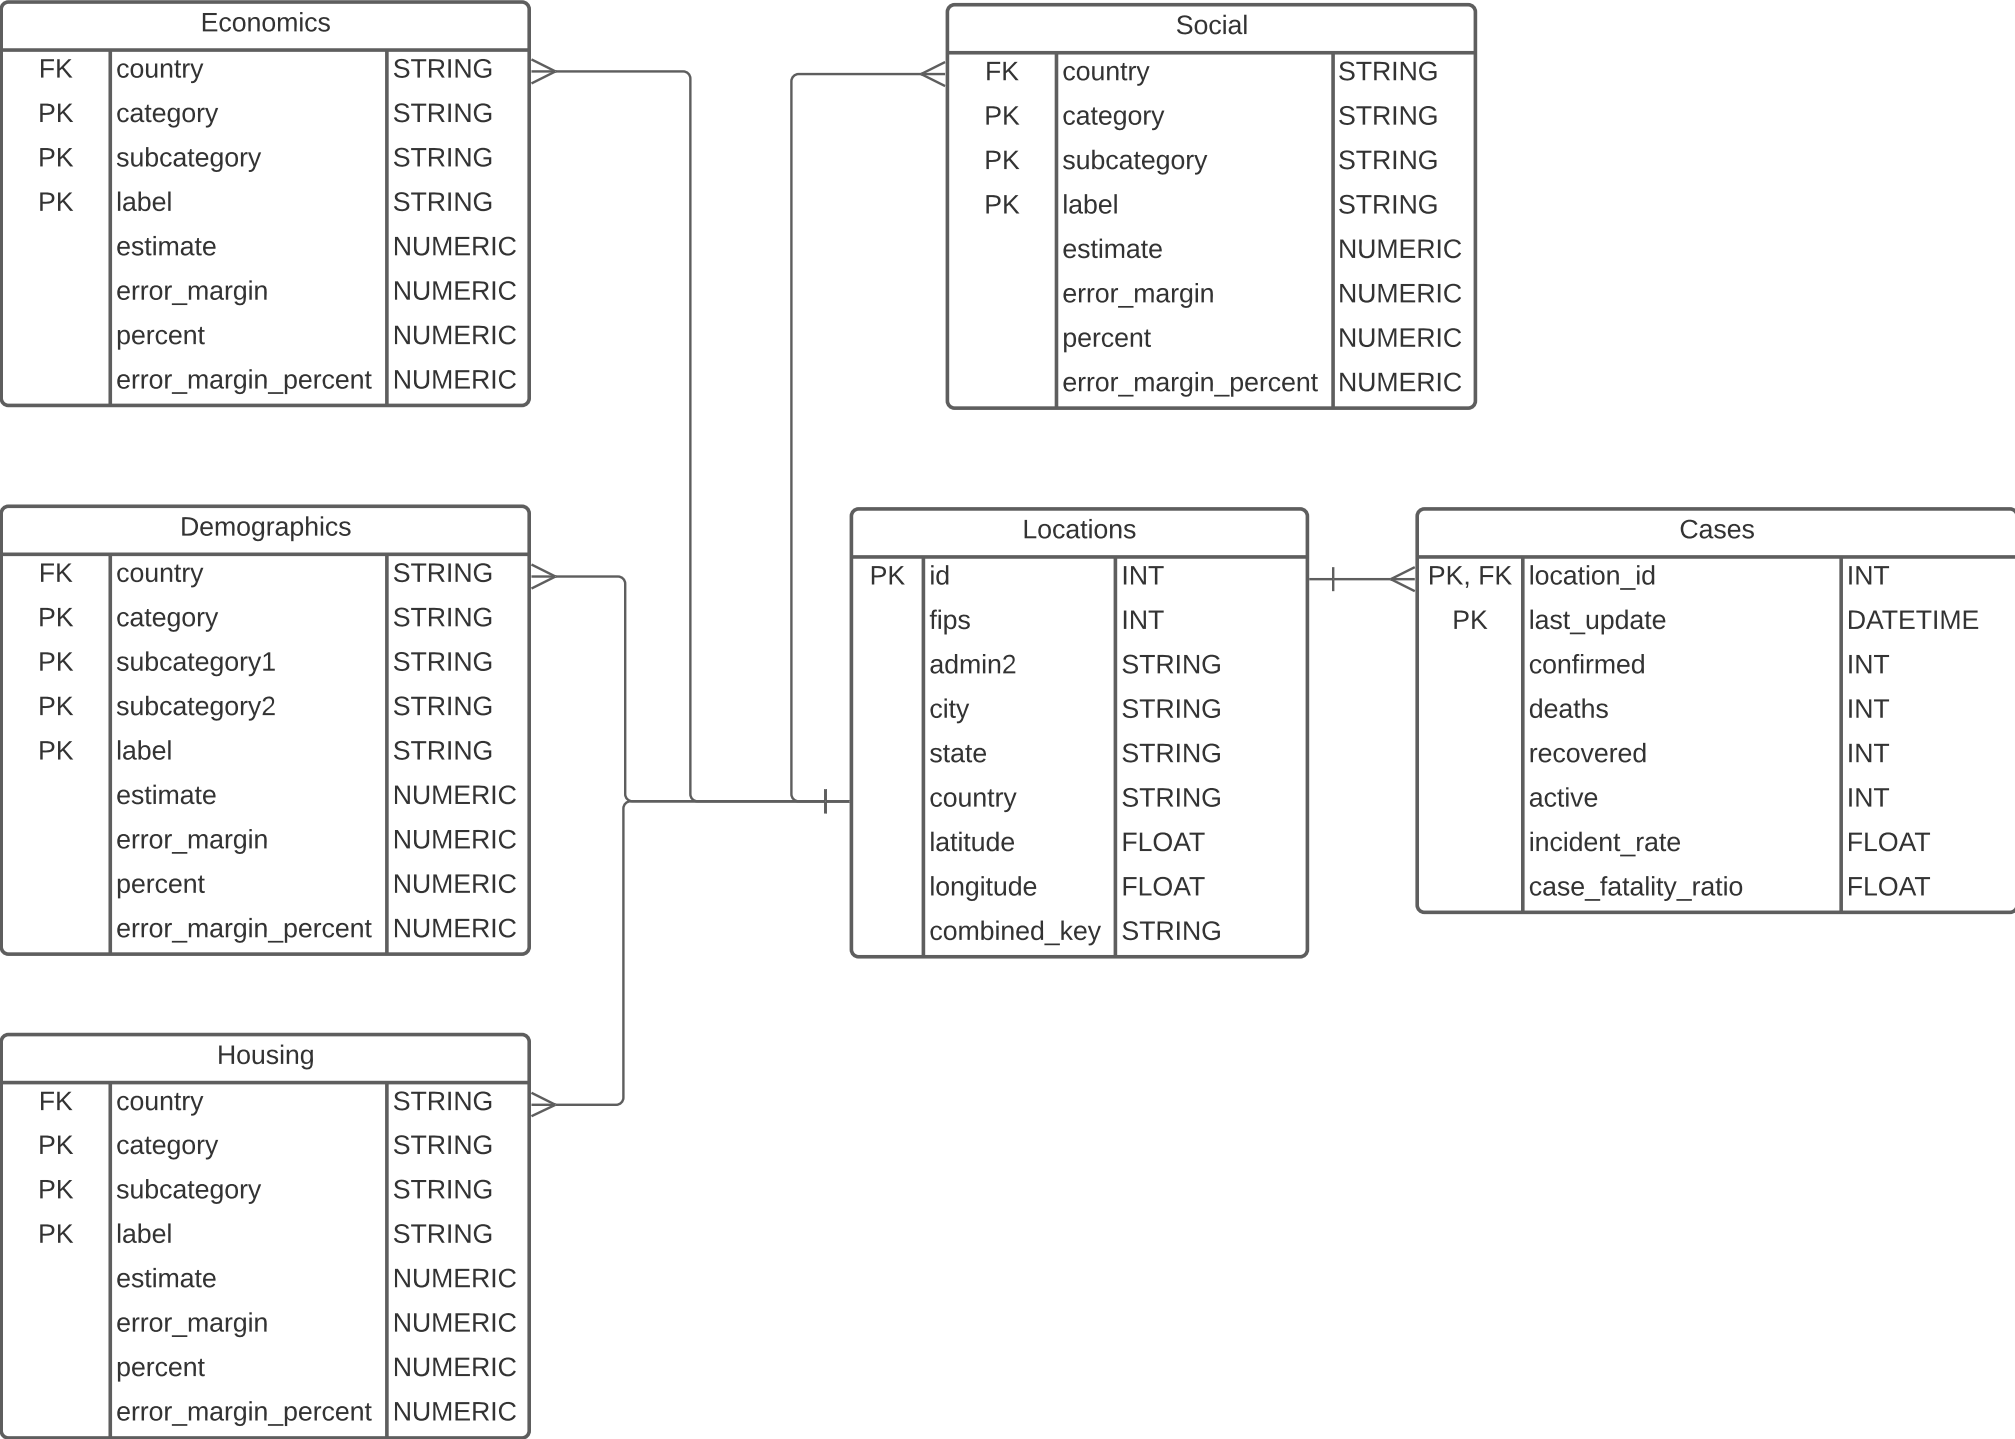 Economics
FK country STRING
PK category STRING
PK subcategory STRING
PK label STRING
estimate NUMERIC
error_margin NUMERIC
percent NUMERIC
error_margin_percent NUMERIC
Social
FK country STRING
PK category STRING
PK subcategory STRING
PK label STRING
estimate NUMERIC
error_margin NUMERIC
percent NUMERIC
error_margin_percent NUMERIC
Demographics
FK country STRING
PK category STRING
PK subcategory1 STRING
PK subcategory2 STRING
PK label STRING
estimate NUMERIC
error_margin NUMERIC
percent NUMERIC
error_margin_percent NUMERIC
Locations
PK id INT
fips INT
admin2 STRING
city STRING
state STRING
country STRING
latitude FLOAT
longitude FLOAT
combined_key STRING
Cases
PK, FK location_id INT
PK last_update DATETIME
confirmed INT
deaths INT
recovered INT
active INT
incident_rate FLOAT
case_fatality_ratio FLOAT
Housing
FK country STRING
PK category STRING
PK subcategory STRING
PK label STRING
estimate NUMERIC
error_margin NUMERIC
percent NUMERIC
error_margin_percent NUMERIC